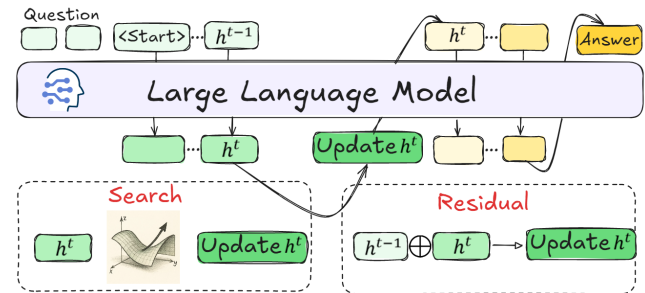 Question
<Start> ... h^{t-1} h^t ... Answer
Large Language Model
... h^t Update h^t ...
Search
h^t Update h^t
Residual
h^{t-1} ⊕ h^t → Update h^t